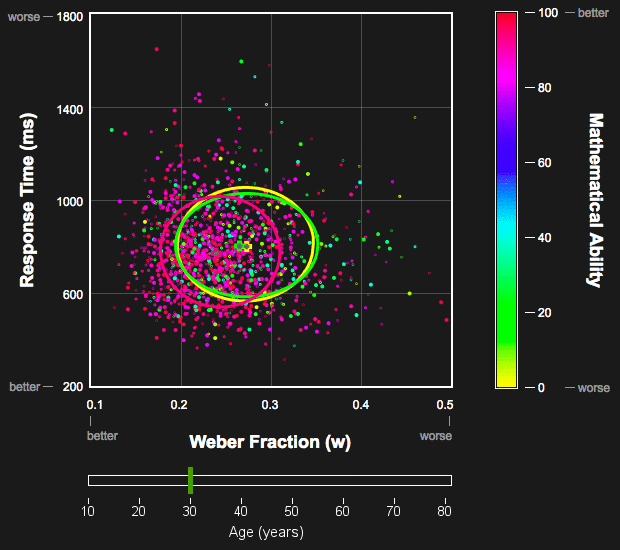 worse
1800
1400
1000
600
better
200
Response Time (ms)
0.1 0.2 0.3 0.4 0.5
better
worse
Weber Fraction (w)
10 20 30 40 50 60 70 80
Age (years)
100
better
80
60
40
20
0
worse
Mathematical Ability